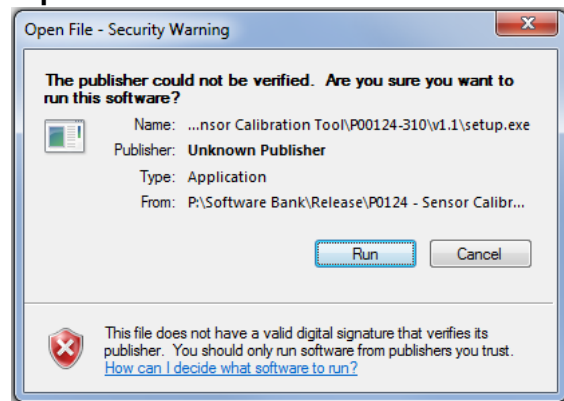 Open File - Security Warning
The publisher could not be verified. Are you sure you want to
run this software?
Name: ...nsor Calibration Tool\P00124-310\v1.1\setup.exe
Publisher: Unknown Publisher
Type: Application
From: P:\Software Bank\Release\P0124 - Sensor Calibr...
Run Cancel
This file does not have a valid digital signature that verifies its
publisher. You should only run software from publishers you trust.
How can I decide what software to run?